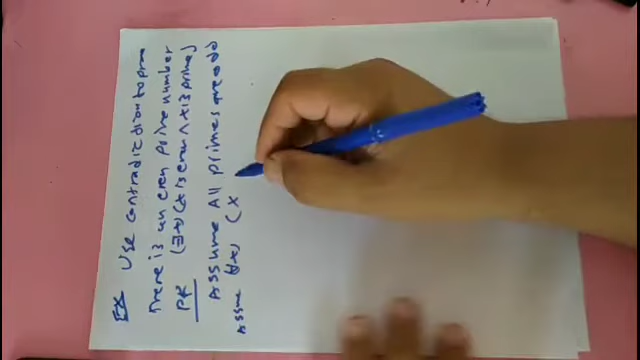 EX Use contradiction to prove
There is an even prime number
Pf (∃x) (x is even ∧ x is prime)
Assume All primes are odd
Assume ∀x) (x